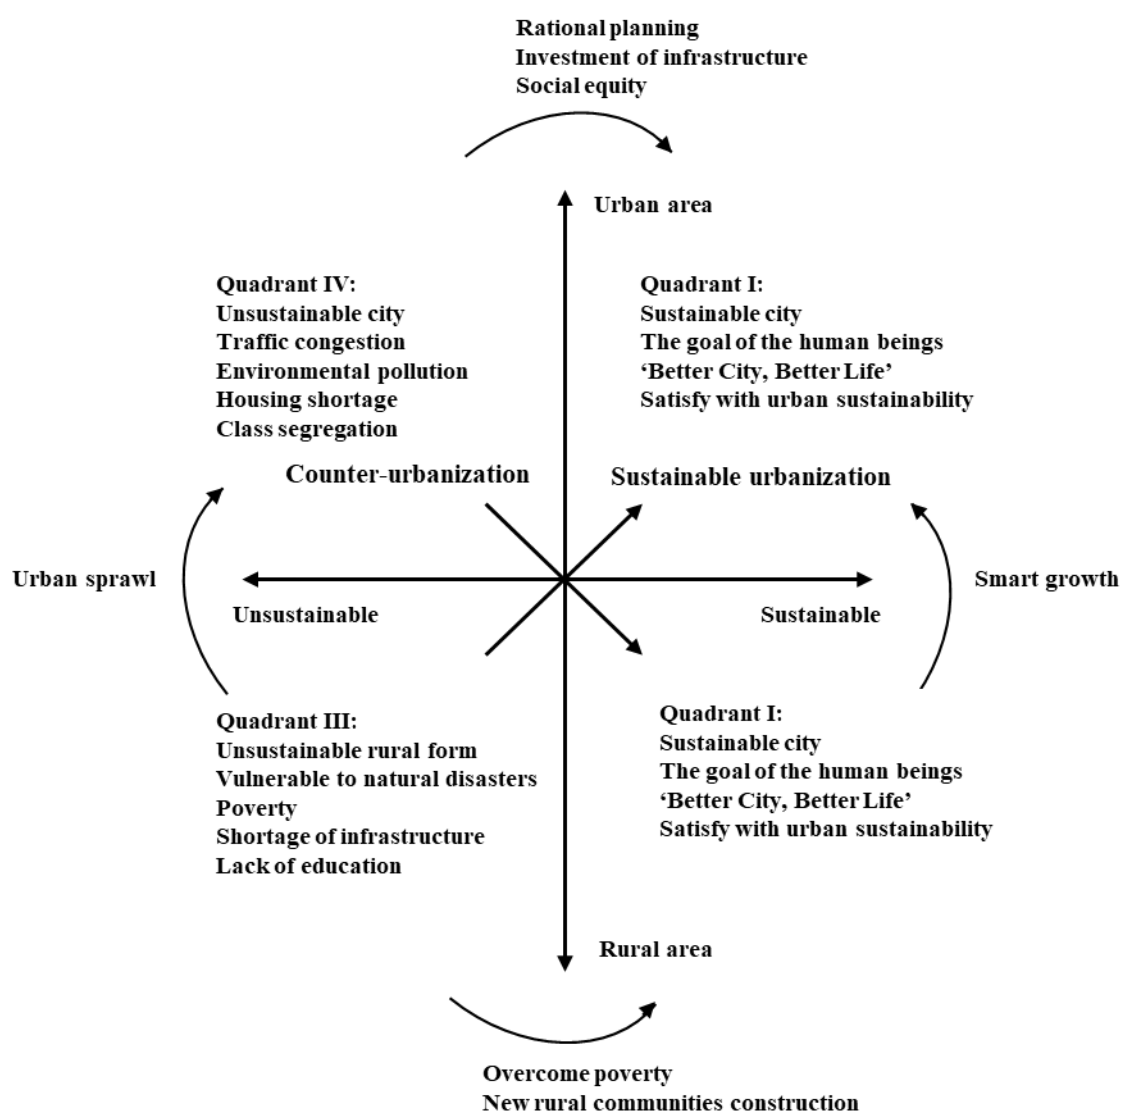 Rational planning
Investment of infrastructure
Social equity
Urban area
Quadrant IV:
Unsustainable city
Traffic congestion
Environmental pollution
Housing shortage
Class segregation
Quadrant I:
Sustainable city
The goal of the human beings
‘Better City, Better Life’
Satisfy with urban sustainability
Counter-urbanization
Sustainable urbanization
Urban sprawl
Smart growth
Unsustainable
Sustainable
Quadrant III:
Unsustainable rural form
Vulnerable to natural disasters
Poverty
Shortage of infrastructure
Lack of education
Quadrant I:
Sustainable city
The goal of the human beings
‘Better City, Better Life’
Satisfy with urban sustainability
Rural area
Overcome poverty
New rural communities construction